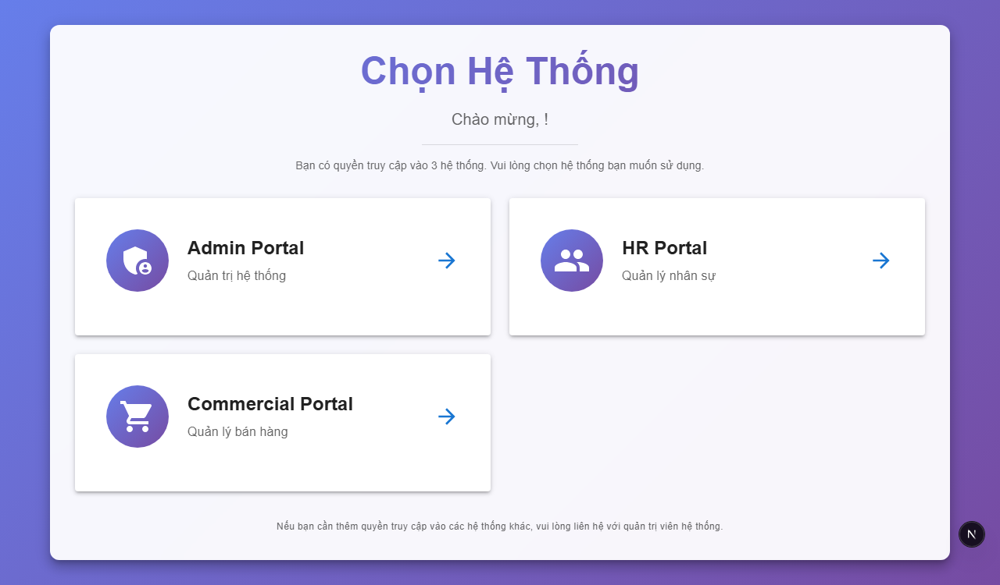 Chọn Hệ Thống
Chào mừng, !
Bạn có quyền truy cập vào 3 hệ thống. Vui lòng chọn hệ thống bạn muốn sử dụng.
Admin Portal
Quản trị hệ thống
HR Portal
Quản lý nhân sự
Commercial Portal
Quản lý bán hàng
Nếu bạn cần thêm quyền truy cập vào các hệ thống khác, vui lòng liên hệ với quản trị viên hệ thống.
N